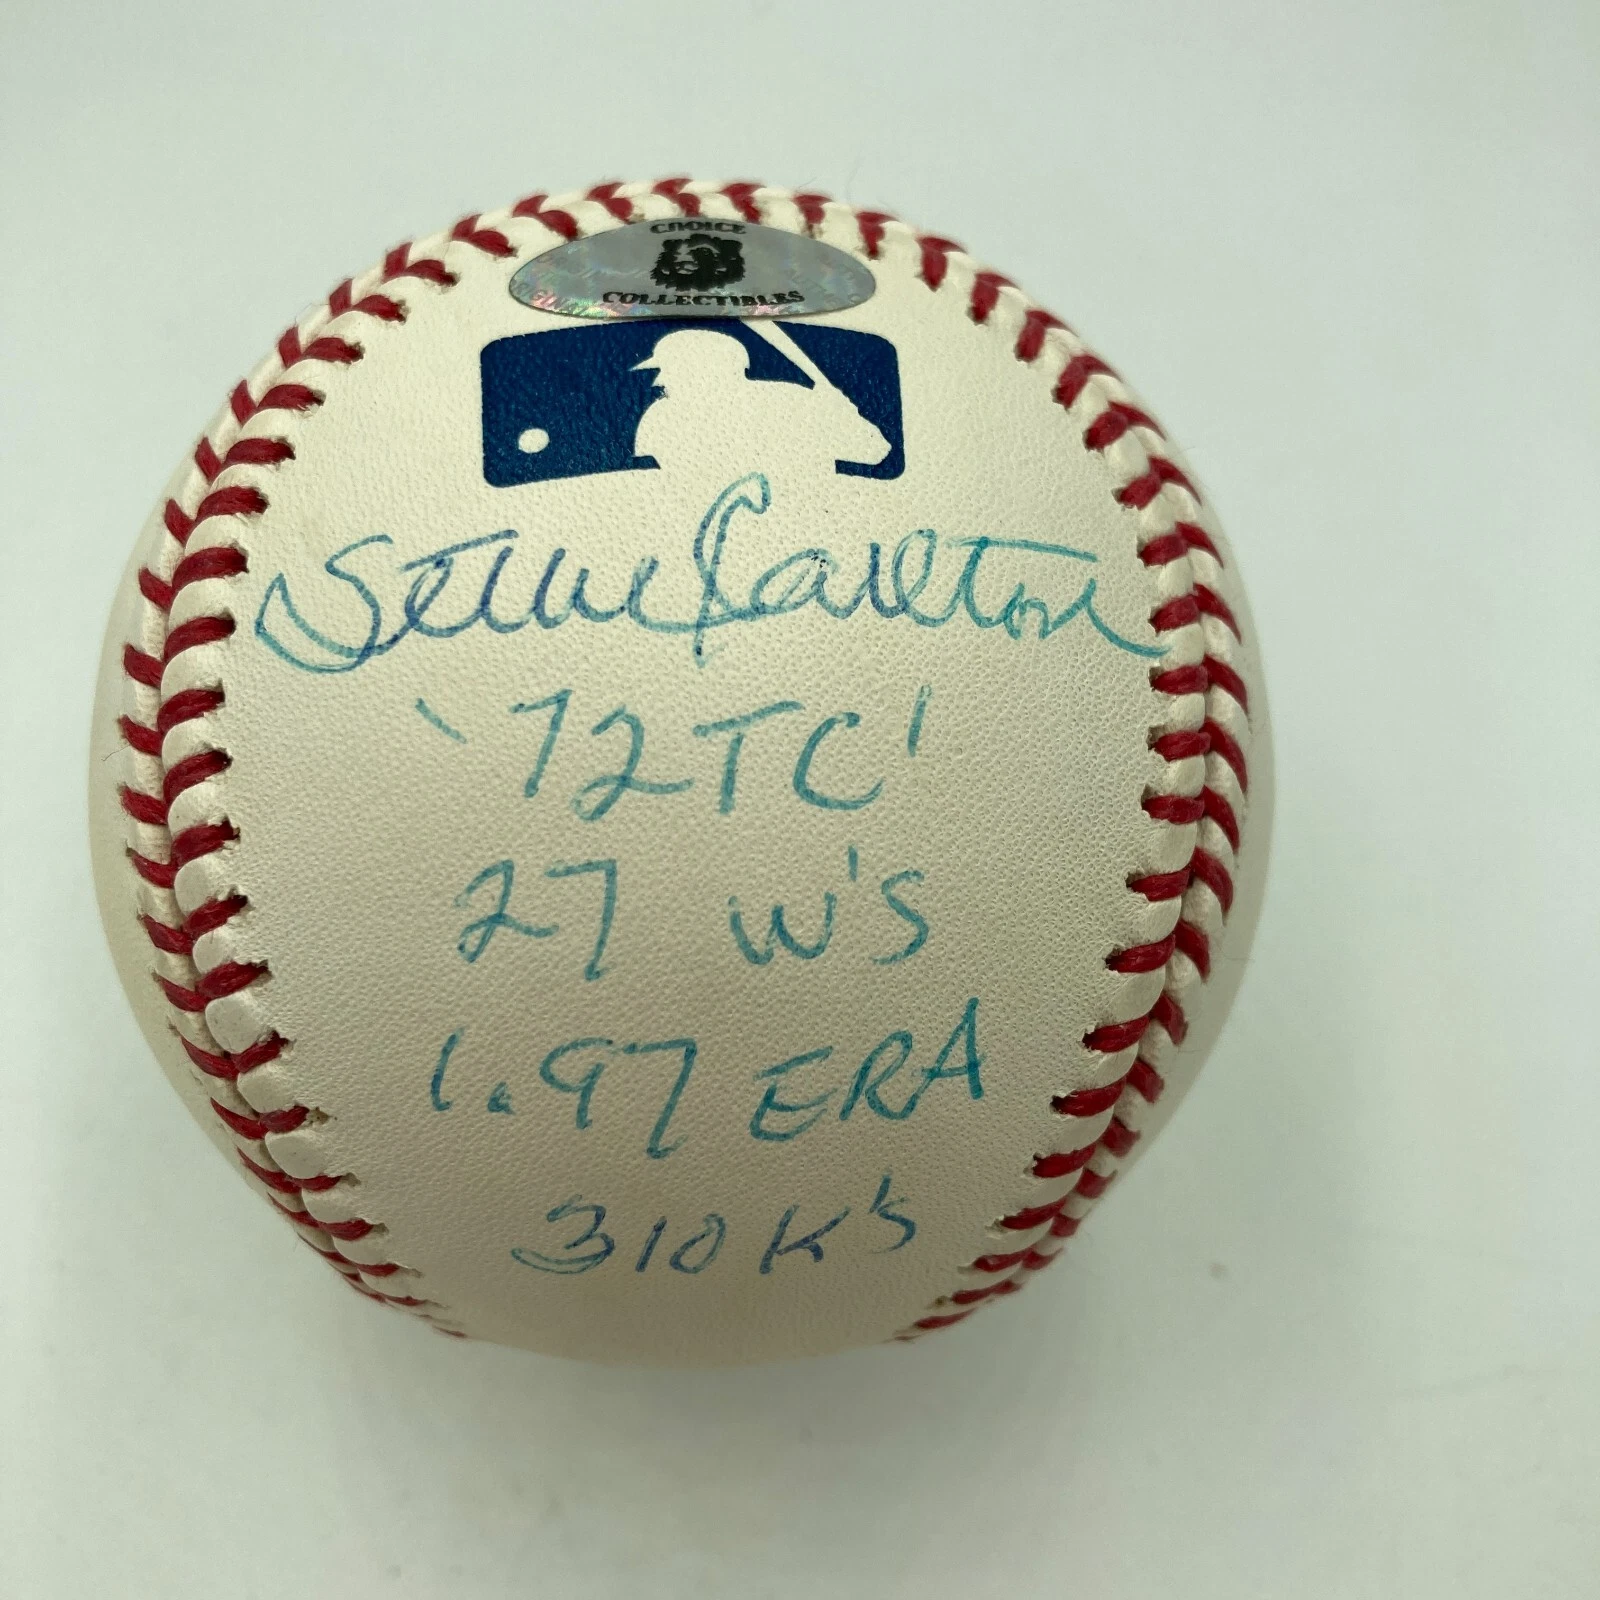 CHOICE
COLLECTIBLES
Steve Carlton
'72 TC'
27 W'S
1.97 ERA
310 K's